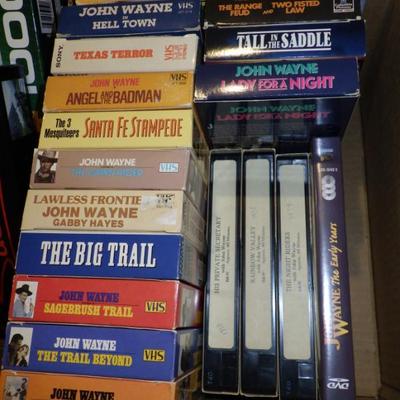 JOHN WAYNE
IN
HELL TOWN
VHS
SONY
TEXAS TERROR
VHS
JOHN WAYNE
ANGEL AND THE BADMAN
VHS
The 3
Mesquiteers
SANTA FE STAMPEDE
JOHN WAYNE
VHS
LAWLESS FRONTIER
JOHN WAYNE
GABBY HAYES
THE BIG TRAIL
JOHN WAYNE
SAGEBRUSH TRAIL
VHS
JOHN WAYNE
THE TRAIL BEYOND
VHS
JOHN WAYNE
THE RANGE FEUD
AND
TWO FISTED LAW
TALL IN THE SADDLE
JOHN WAYNE
LADY FOR A NIGHT
JOHN WAYNE
LADY FOR A NIGHT
HIS PRIVATE SECRETARY
RAINBOW VALLEY
THE NIGHT RIDERS
JOHN WAYNE The Early Years
DVD